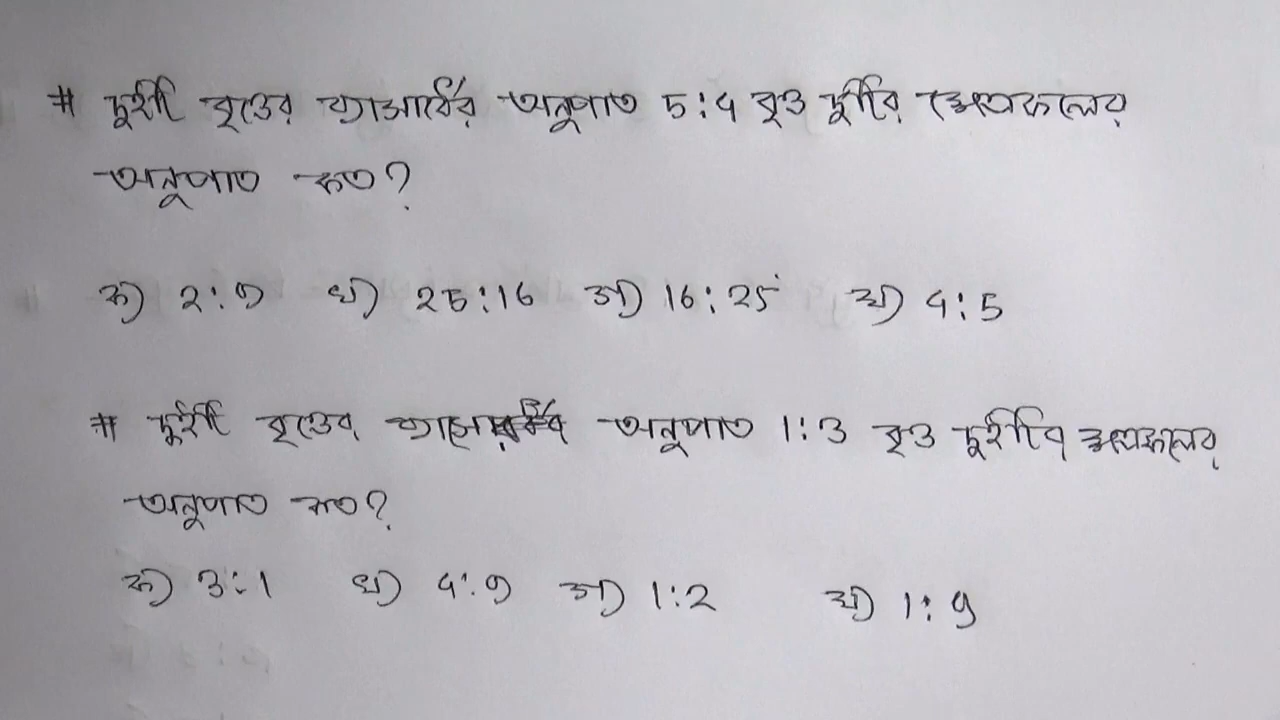 # দুইটি বৃত্তের ব্যাসার্ধের অনুপাত 5:4 বৃত্ত দুটির ক্ষেত্রফলের
অনুপাত কত?
ক) 2:9 খ) 25:16 গ) 16:25 ঘ) 4:5
# দুইটি বৃত্তের অনুপাত 1:3 বৃত্ত দুইটির ক্ষেত্রফলের
অনুপাত কত?
ক) 3:1 খ) 4:9 গ) 1:2 ঘ) 1:9